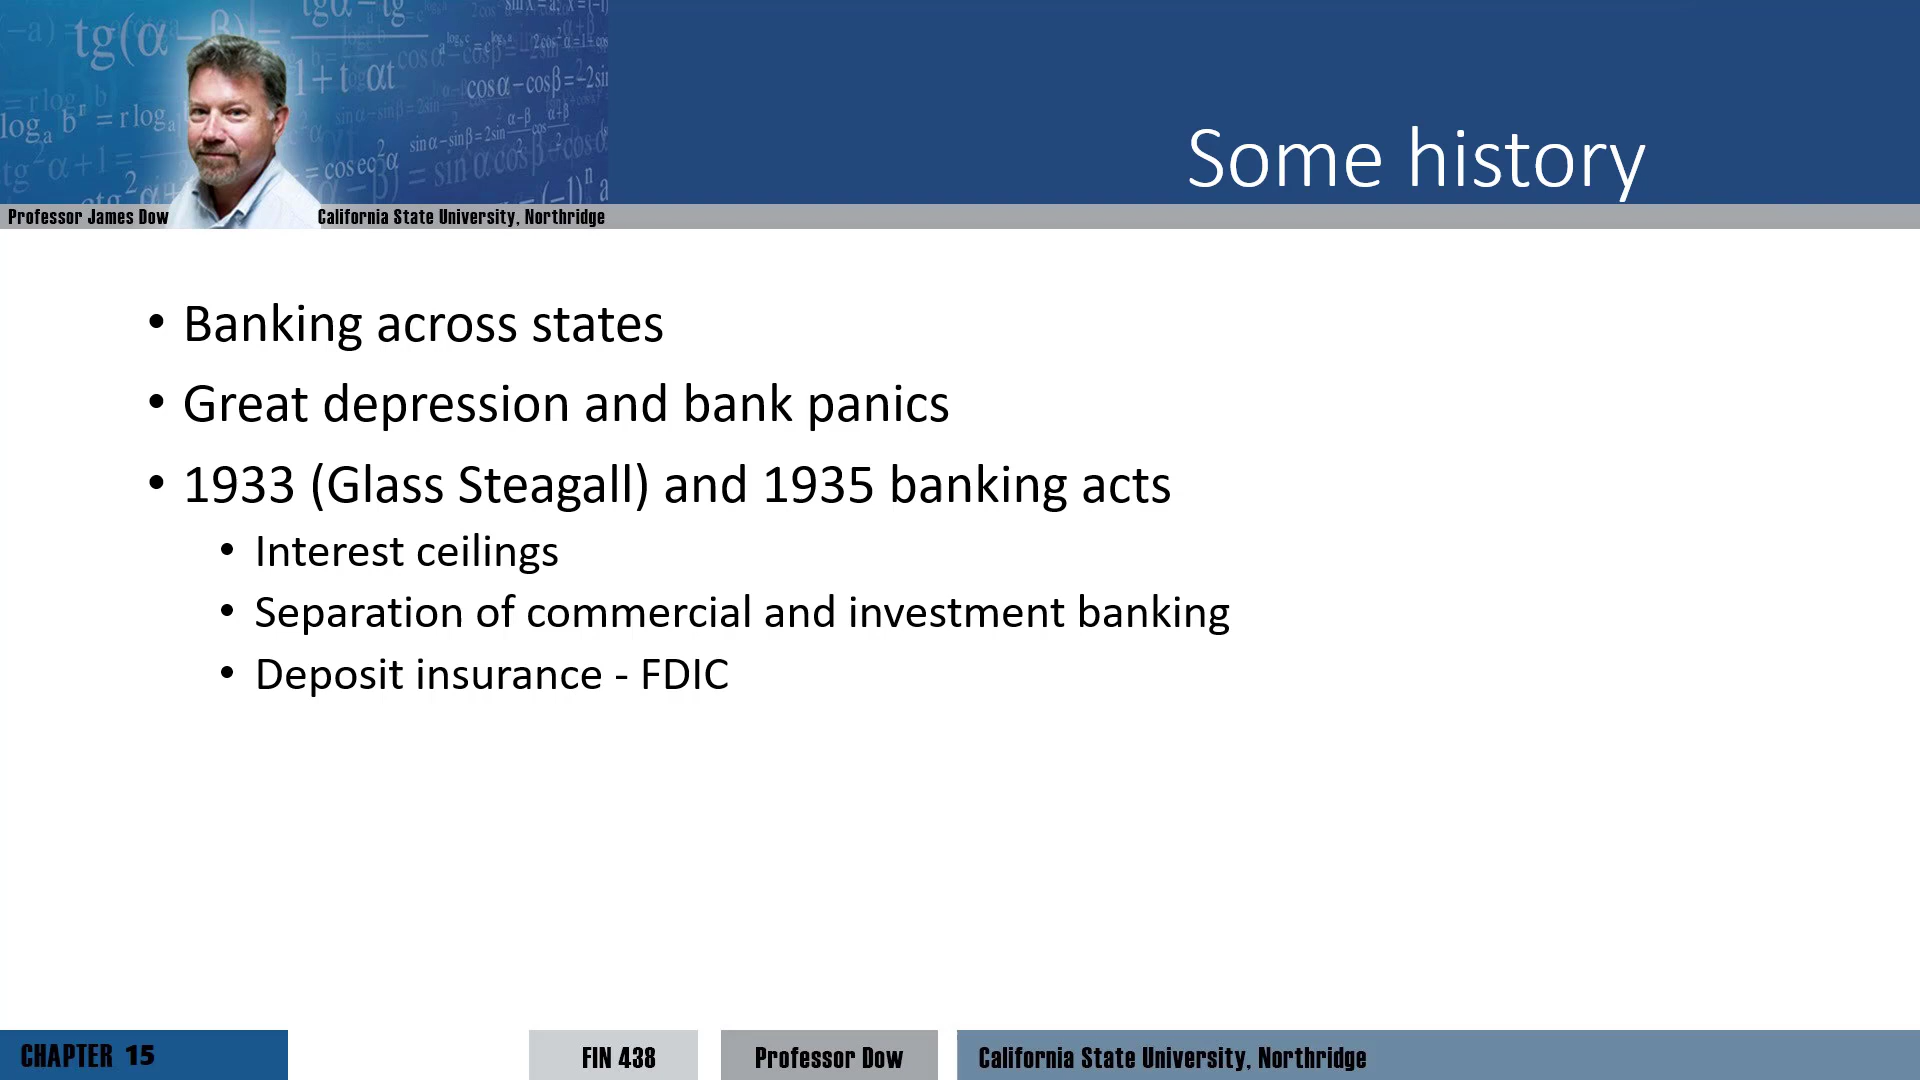 Some history
Professor James Dow
California State University, Northridge
• Banking across states
• Great depression and bank panics
• 1933 (Glass Steagall) and 1935 banking acts
• Interest ceilings
• Separation of commercial and investment banking
• Deposit insurance - FDIC
CHAPTER 15
FIN 438
Professor Dow
California State University, Northridge